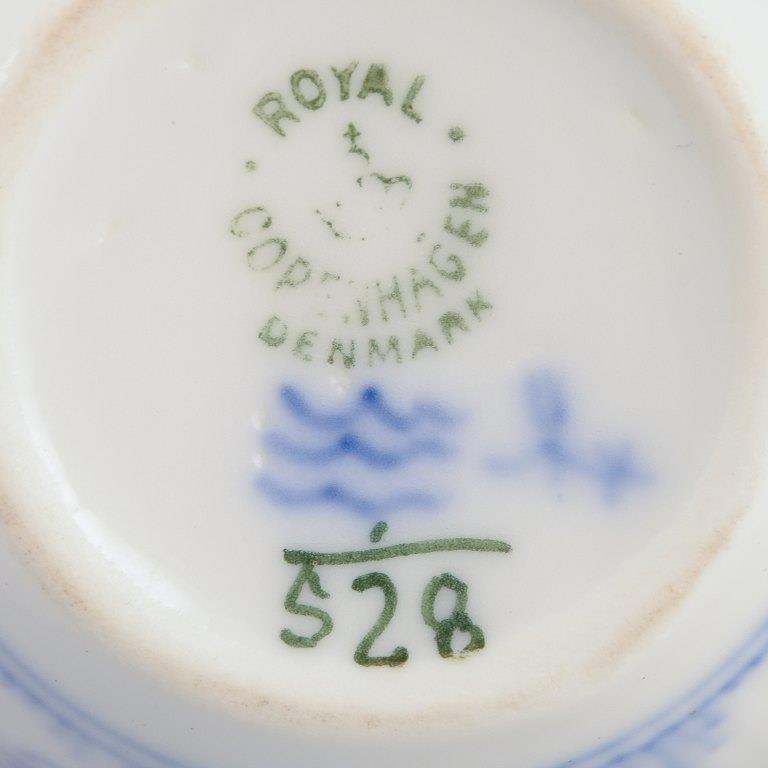 ROYAL
COPENHAGEN
DENMARK
1
528